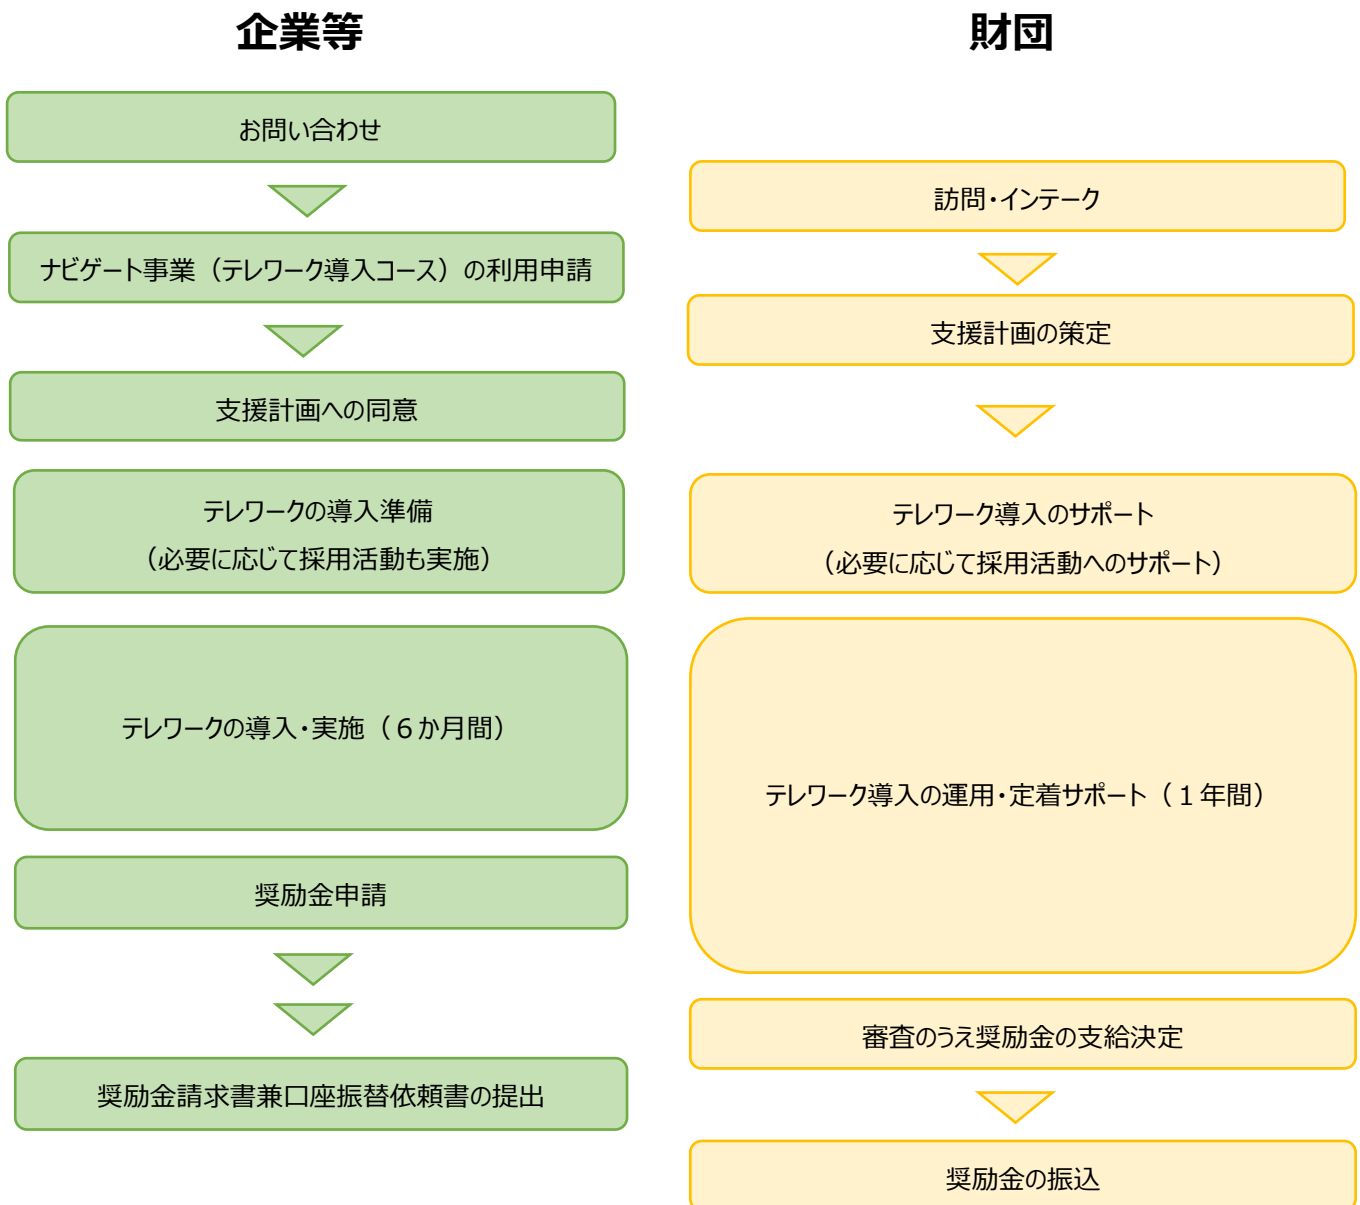 企業等
財団
お問い合わせ
訪問・インテーク
ナビゲート事業（テレワーク導入コース）の利用申請
支援計画の策定
支援計画への同意
テレワークの導入準備
（必要に応じて採用活動も実施）
テレワーク導入のサポート
（必要に応じて採用活動へのサポート）
テレワークの導入・実施（６か月間）
テレワーク導入の運用・定着サポート（１年間）
奨励金申請
審査のうえ奨励金の支給決定
奨励金請求書兼口座振替依頼書の提出
奨励金の振込